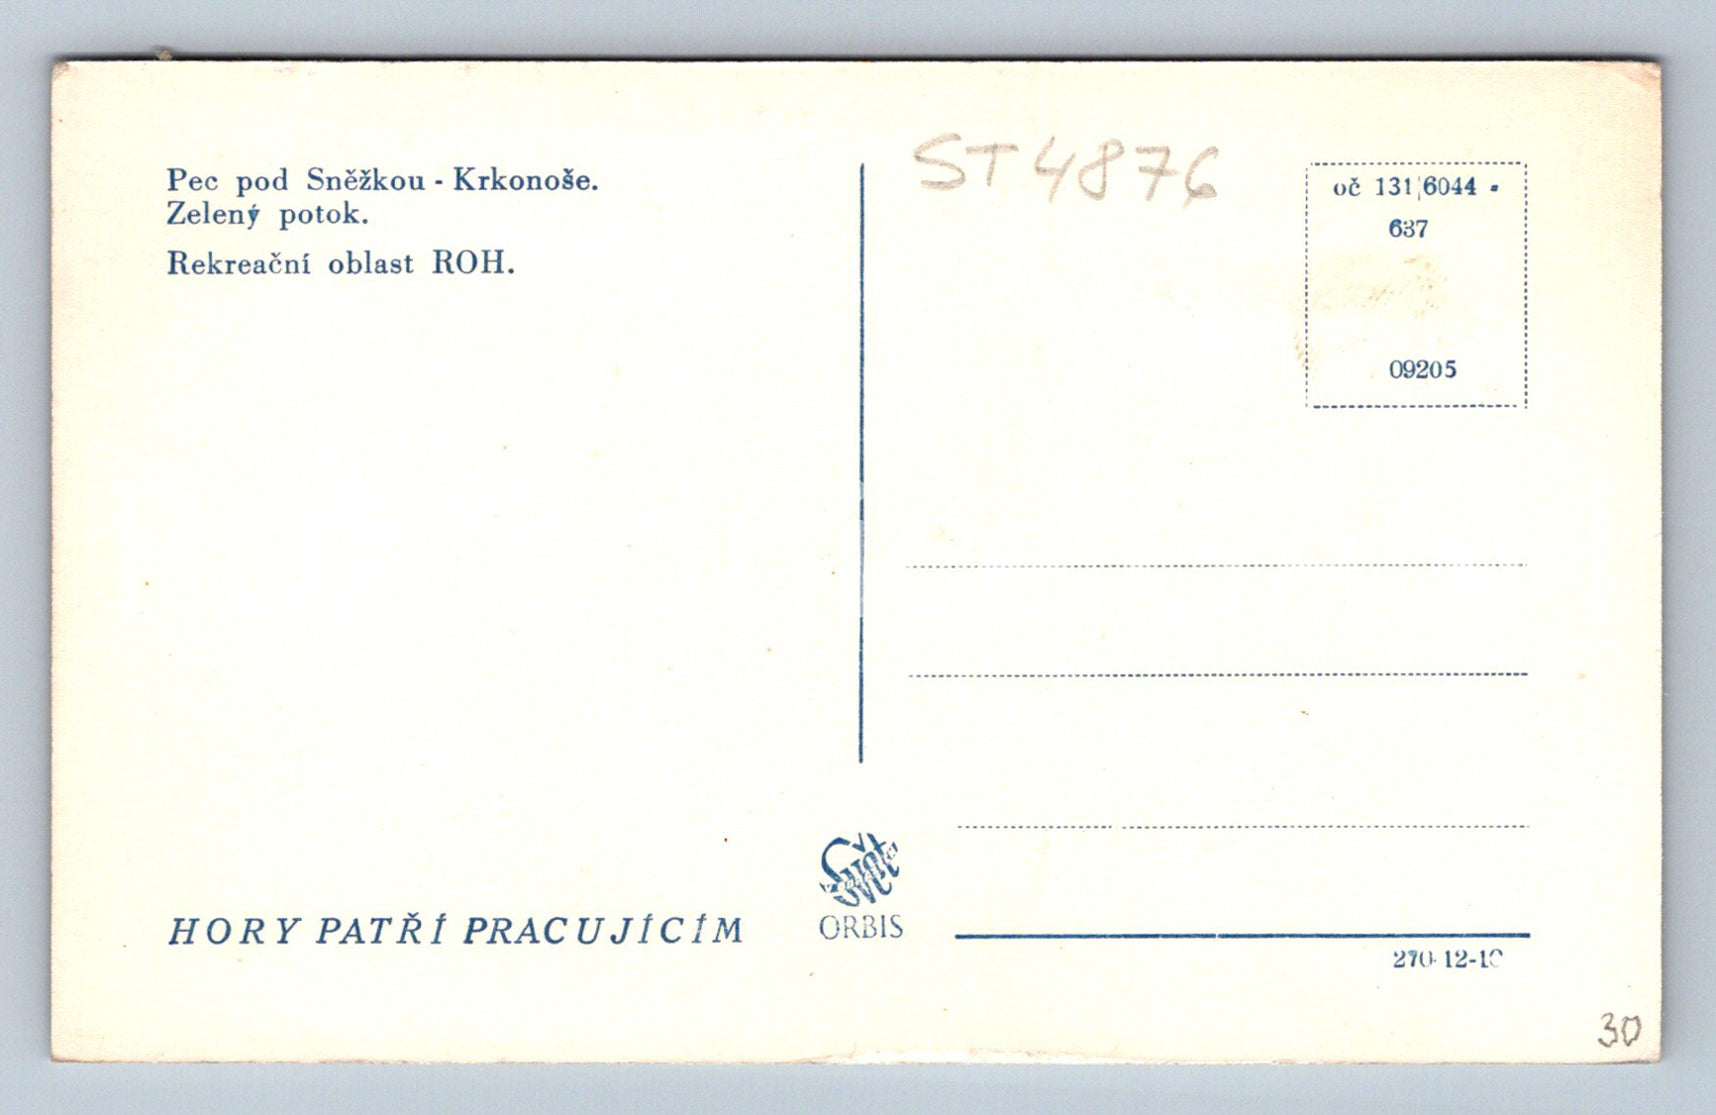 Pec pod Sněžkou - Krkonoše.
Zelený potok.
Rekreační oblast ROH.
ST4876
oč 131 6044 -
637
09205
HORY PATŘÍ PRACUJÍCÍM
Svět
ORBIS
30